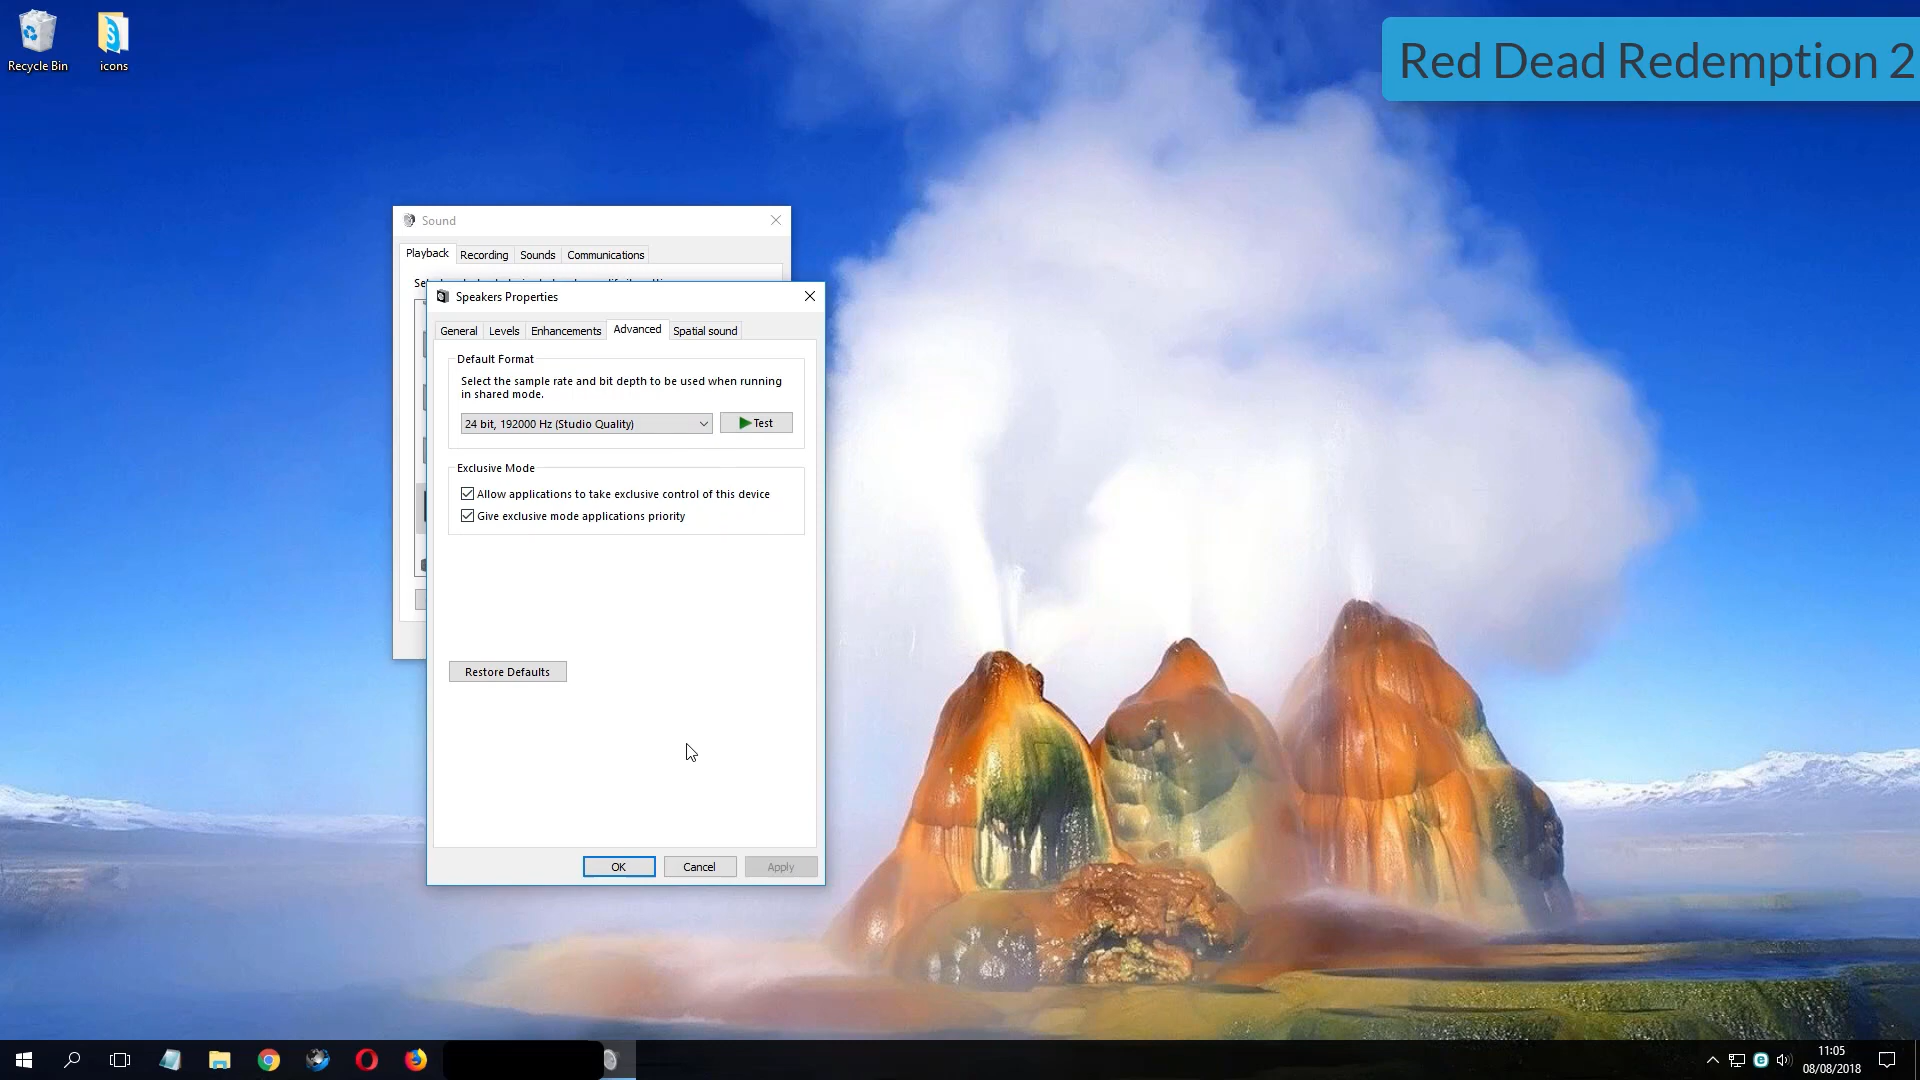 Recycle Bin
icons
Red Dead Redemption 2
Sound
Playback
Recording
Sounds
Communications
Speakers Properties
General
Levels
Enhancements
Advanced
Spatial sound
Default Format
Select the sample rate and bit depth to be used when running
in shared mode.
24 bit, 192000 Hz (Studio Quality)
Test
Exclusive Mode
Allow applications to take exclusive control of this device
Give exclusive mode applications priority
Restore Defaults
OK
Cancel
Apply
11:05
08/08/2018